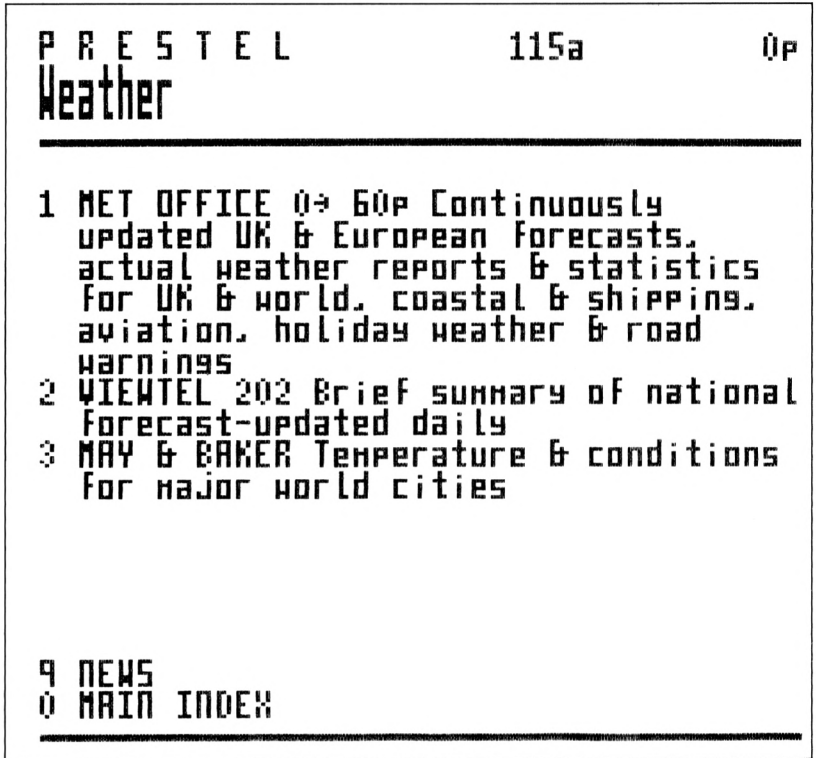 P R E S T E L 115a 0p
Weather
1 MET OFFICE 0→ 60p Continuously
updated UK & European forecasts,
actual weather reports & statistics
for UK & world, coastal & shipping,
aviation, holiday weather & road
warnings
2 VIEWTEL 202 Brief summary of national
forecast-updated daily
3 MAY & BAKER Temperature & conditions
for major world cities
9 NEWS
0 MAIN INDEX